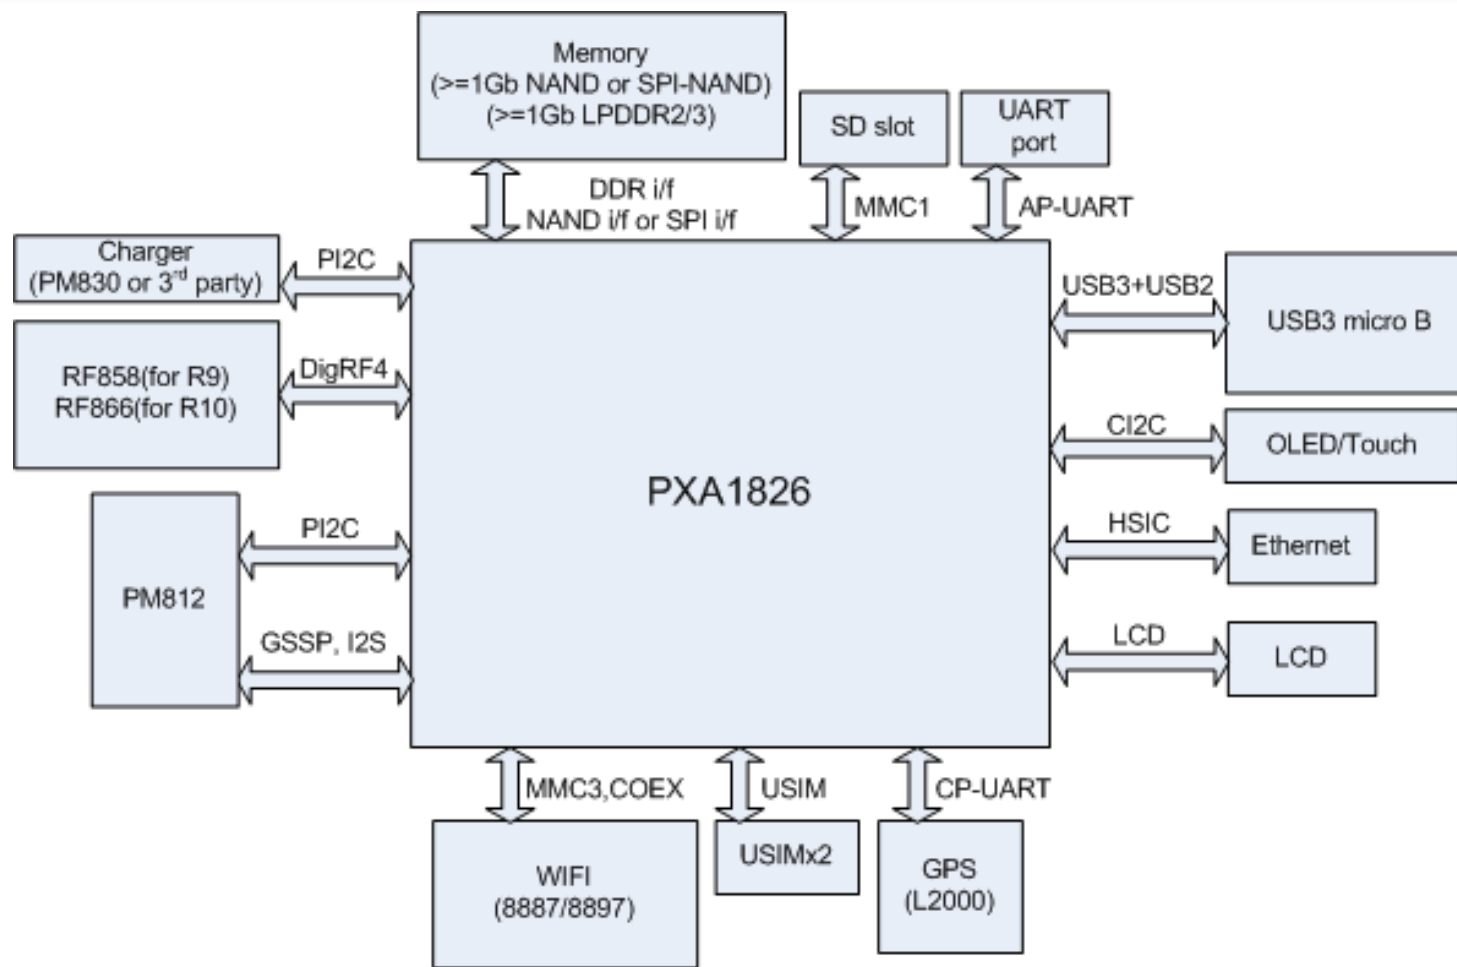 Memory
(>=1Gb NAND or SPI-NAND)
(>=1Gb LPDDR2/3)
SD slot
UART
port
DDR i/f
NAND i/f or SPI i/f
MMC1
AP-UART
Charger
(PM830 or 3rd party)
PI2C
USB3+USB2
USB3 micro B
RF858(for R9)
RF866(for R10)
DigRF4
CI2C
OLED/Touch
PXA1826
PM812
PI2C
HSIC
Ethernet
GSSP, I2S
LCD
LCD
MMC3,COEX
USIM
CP-UART
WIFI
(8887/8897)
USIMx2
GPS
(L2000)